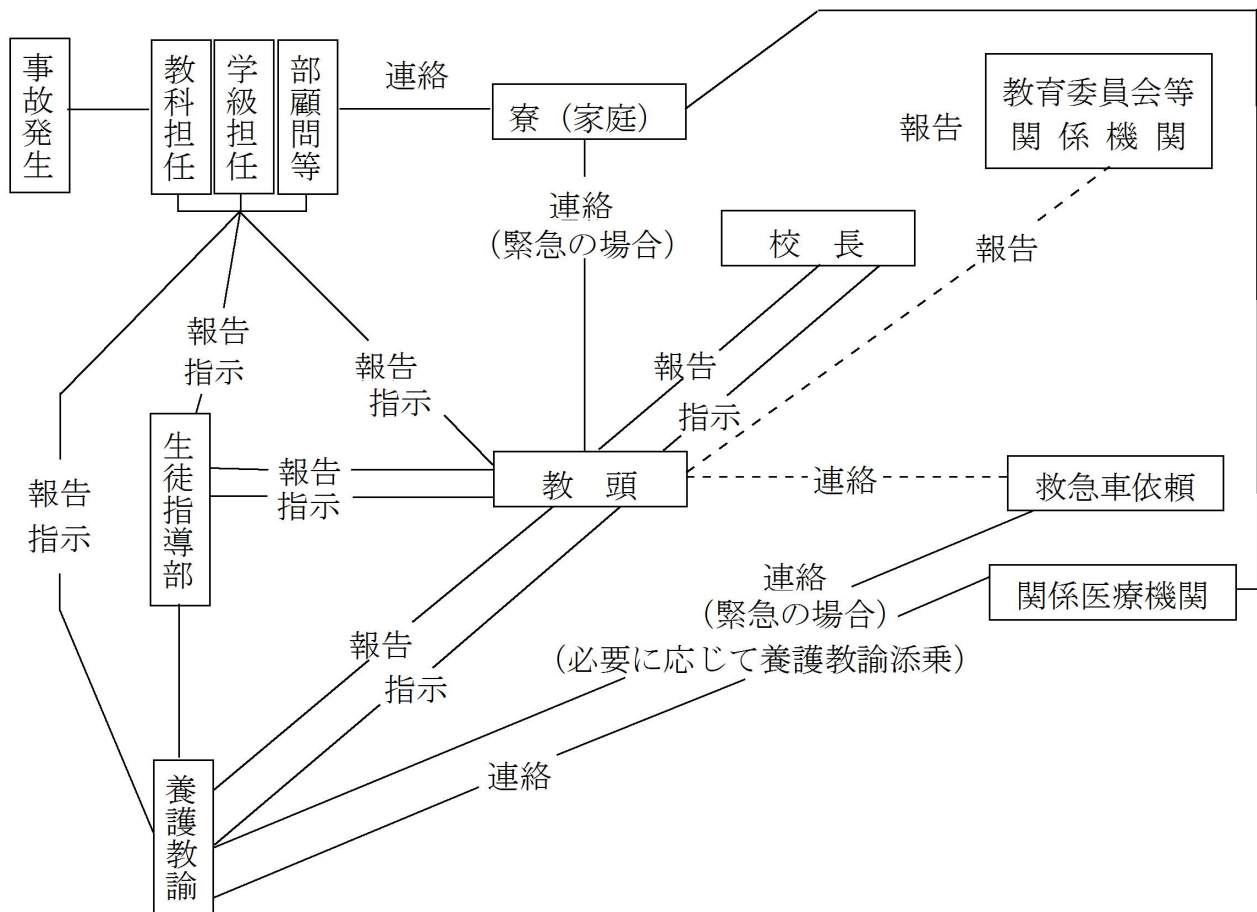 事故発生
教科担任
学級担任
部顧問等
連絡
寮（家庭）
教育委員会等
関係機関
報告
連絡
（緊急の場合）
校　長
報告
報告
指示
報告
指示
報告
指示
生徒指導部
報告
指示
教　頭
連絡
救急車依頼
報告
指示
連絡
（緊急の場合）
関係医療機関
（必要に応じて養護教諭添乗）
報告
指示
連絡
養護教諭